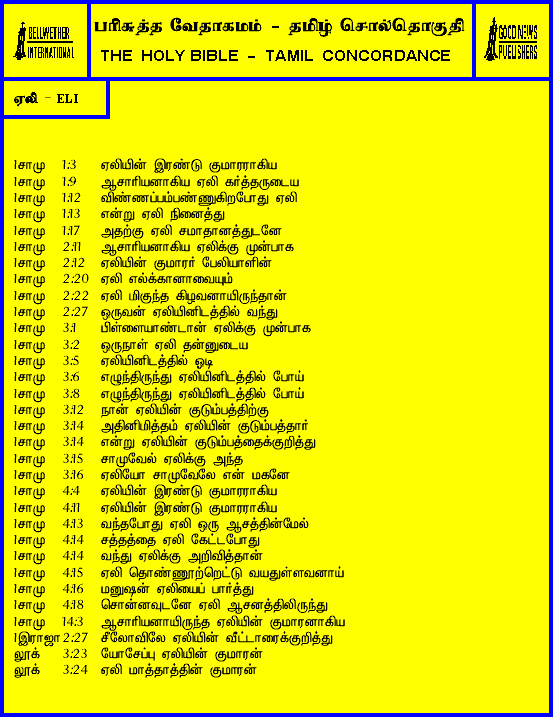 BELLWETHER
INTERNATIONAL
பரிசுத்த வேதாகமம் - தமிழ் சொல்தொகுதி
THE HOLY BIBLE - TAMIL CONCORDANCE
GOOD NEWS
PUBLISHERS
ஏலி - ELI
1சாமு 1:3 ஏலியின் இரண்டு குமாரராகிய
1சாமு 1:9 ஆசாரியனாகிய ஏலி கர்த்தருடைய
1சாமு 1:12 விண்ணப்பம்பண்ணுகிறபோது ஏலி
1சாமு 1:13 என்று ஏலி நினைத்து
1சாமு 1:17 அதற்கு ஏலி சமாதானத்துடனே
1சாமு 2:11 ஆசாரியனாகிய ஏலிக்கு முன்பாக
1சாமு 2:12 ஏலியின் குமாரர் பேலியாளின்
1சாமு 2:20 ஏலி எல்க்கானாவையும்
1சாமு 2:22 ஏலி மிகுந்த கிழவனாயிருந்தான்
1சாமு 2:27 ஒருவன் ஏலியினிடத்தில் வந்து
1சாமு 3:1 பிள்ளையாண்டான் ஏலிக்கு முன்பாக
1சாமு 3:2 ஒருநாள் ஏலி தன்னுடைய
1சாமு 3:5 ஏலியினிடத்தில் ஓடி
1சாமு 3:6 எழுந்திருந்து ஏலியினிடத்தில் போய்
1சாமு 3:8 எழுந்திருந்து ஏலியினிடத்தில் போய்
1சாமு 3:12 நான் ஏலியின் குடும்பத்திற்கு
1சாமு 3:14 அதினிமித்தம் ஏலியின் குடும்பத்தார்
1சாமு 3:14 என்று ஏலியின் குடும்பத்தைக்குறித்து
1சாமு 3:15 சாமுவேல் ஏலிக்கு அந்த
1சாமு 3:16 ஏலியோ சாமுவேலே என் மகனே
1சாமு 4:4 ஏலியின் இரண்டு குமாரராகிய
1சாமு 4:11 ஏலியின் இரண்டு குமாரராகிய
1சாமு 4:13 வந்தபோது ஏலி ஒரு ஆசத்தின்மேல்
1சாமு 4:14 சத்தத்தை ஏலி கேட்டபோது
1சாமு 4:14 வந்து ஏலிக்கு அறிவித்தான்
1சாமு 4:15 ஏலி தொண்ணூற்றெட்டு வயதுள்ளவனாய்
1சாமு 4:16 மனுஷன் ஏலியைப் பார்த்து
1சாமு 4:18 சொன்னவுடனே ஏலி ஆசனத்திலிருந்து
1சாமு 14:3 ஆசாரியனாயிருந்த ஏலியின் குமாரனாகிய
1இராஜா 2:27 சீலோவிலே ஏலியின் வீட்டாரைக்குறித்து
லூக் 3:23 யோசேப்பு ஏலியின் குமாரன்
லூக் 3:24 ஏலி மாத்தாத்தின் குமாரன்